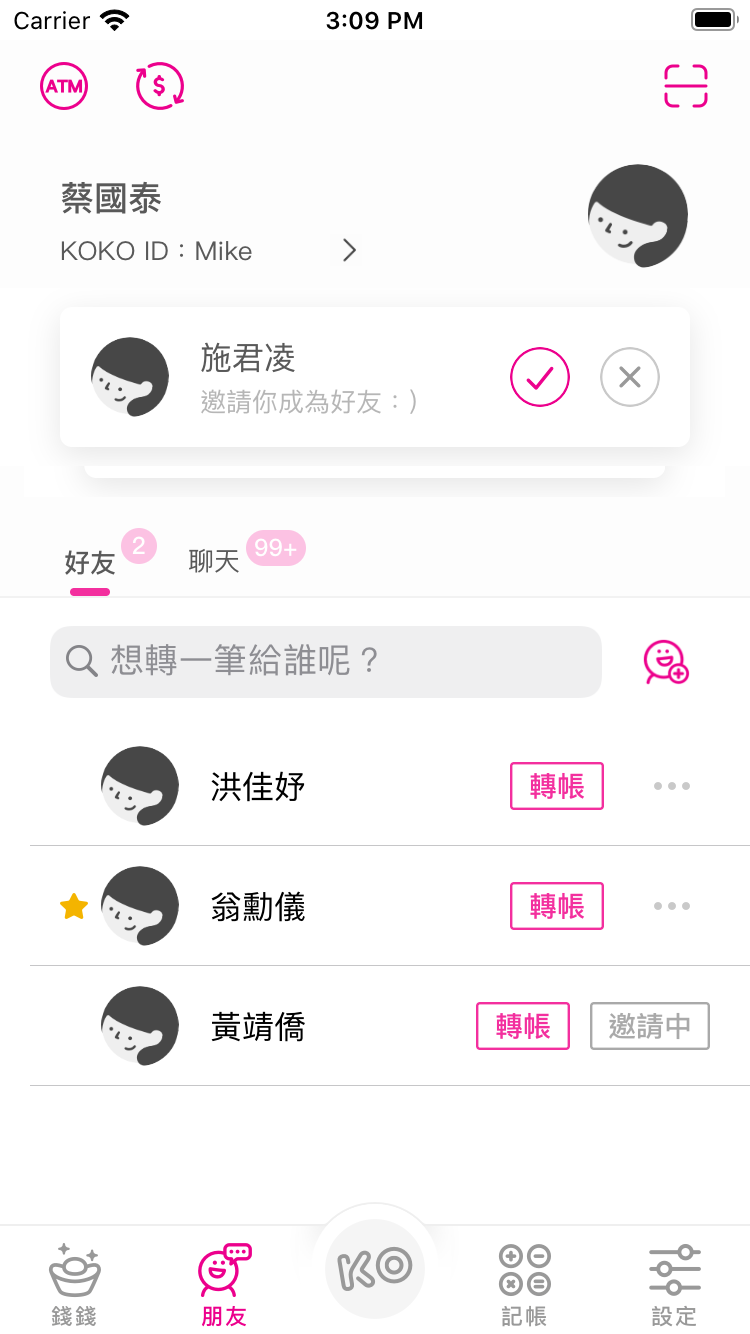 Carrier 3:09 PM
ATM $
蔡國泰
KOKO ID：Mike
施君凌
邀請你成為好友：）
好友 2 聊天 99+
想轉一筆給誰呢？
洪佳妤 轉帳
翁勳儀 轉帳
黃靖僑 轉帳 邀請中
KO
錢錢 朋友 記帳 設定